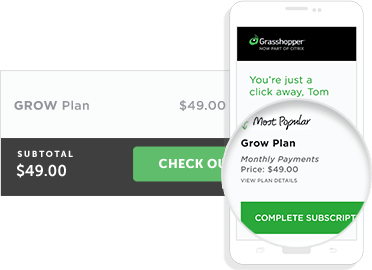 GROW Plan $49.00
SUBTOTAL
$49.00
CHECK OU
Grasshopper
NOW PART OF CITRIX
You're just a
click away, Tom
Most Popular
Grow Plan
Monthly Payments
Price: $49.00
VIEW PLAN DETAILS
COMPLETE SUBSCRIPT